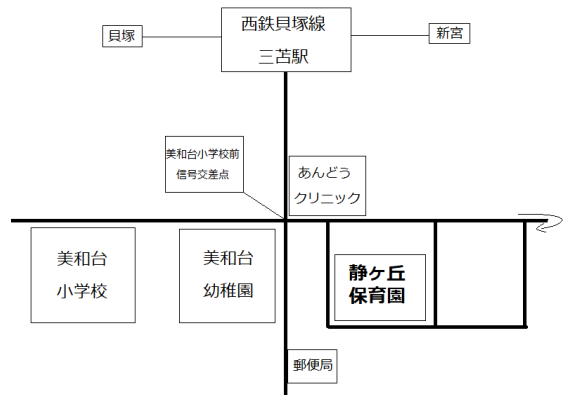 西鉄貝塚線
三苫駅
貝塚
新宮
美和台小学校前
信号交差点
あんどう
クリニック
美和台
小学校
美和台
幼稚園
静ヶ丘
保育園
郵便局